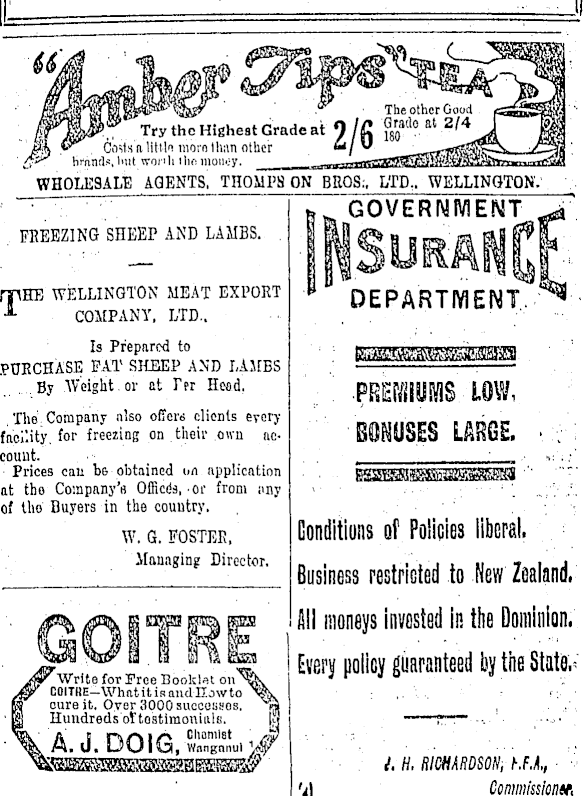 "Amber Tips" TEA
Try the Highest Grade at 2/6
Costs a little more than other
brands, but worth the money.
The other Good
Grade at 2/4
180
WHOLESALE AGENTS, THOMPSON BROS., LTD., WELLINGTON.
FREEZING SHEEP AND LAMBS.
THE WELLINGTON MEAT EXPORT
COMPANY, LTD.,
Is Prepared to
PURCHASE FAT SHEEP AND LAMBS
By Weight or at Per Head.
The Company also offers clients every
facility for freezing on their own ac-
count.
Prices can be obtained on application
at the Company's Offices, or from any
of the Buyers in the country.
W. G. FOSTER,
Managing Director.
GOITRE
Write for Free Booklet on
GOITRE—What it is and How to
cure it. Over 3000 successes.
Hundreds of testimonials.
A. J. DOIG, Chemist
Wanganui 1
GOVERNMENT
INSURANCE
DEPARTMENT.
PREMIUMS LOW,
BONUSES LARGE.
Conditions of Policies liberal.
Business restricted to New Zealand.
All moneys invested in the Dominion.
Every policy guaranteed by the State.
J. H. RICHARDSON, F.F.A.,
Commissioner.